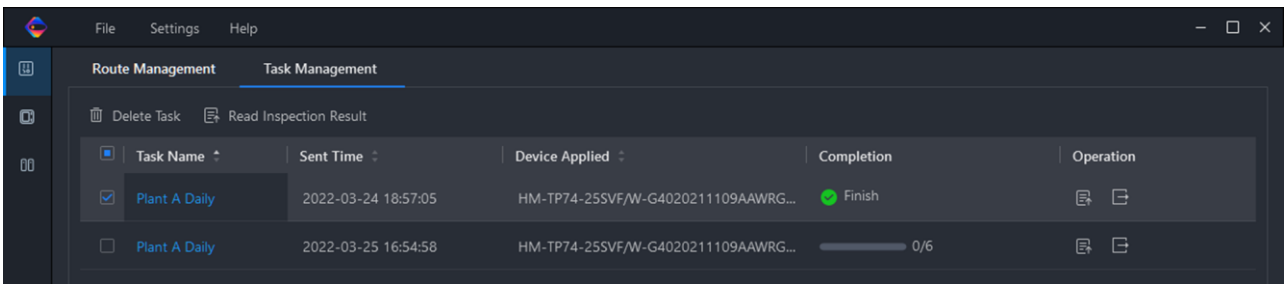 File Settings Help
Route Management Task Management
Delete Task Read Inspection Result
Task Name Sent Time Device Applied Completion Operation
Plant A Daily 2022-03-24 18:57:05 HM-TP74-25SVF/W-G4020211109AAWRG... Finish
Plant A Daily 2022-03-25 16:54:58 HM-TP74-25SVF/W-G4020211109AAWRG... 0/6